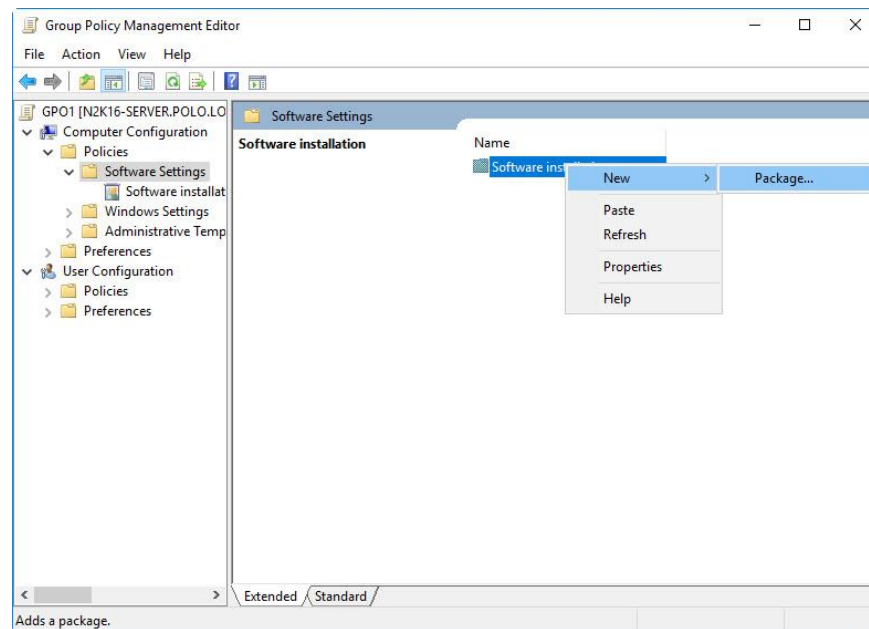 Group Policy Management Editor
File Action View Help
GPO1 [N2K16-SERVER.POLO.LO
Computer Configuration
Policies
Software Settings
Software installat
Windows Settings
Administrative Temp
Preferences
User Configuration
Policies
Preferences
Software Settings
Software installation
Name
Software inst
New
Package...
Paste
Refresh
Properties
Help
Extended Standard
Adds a package.